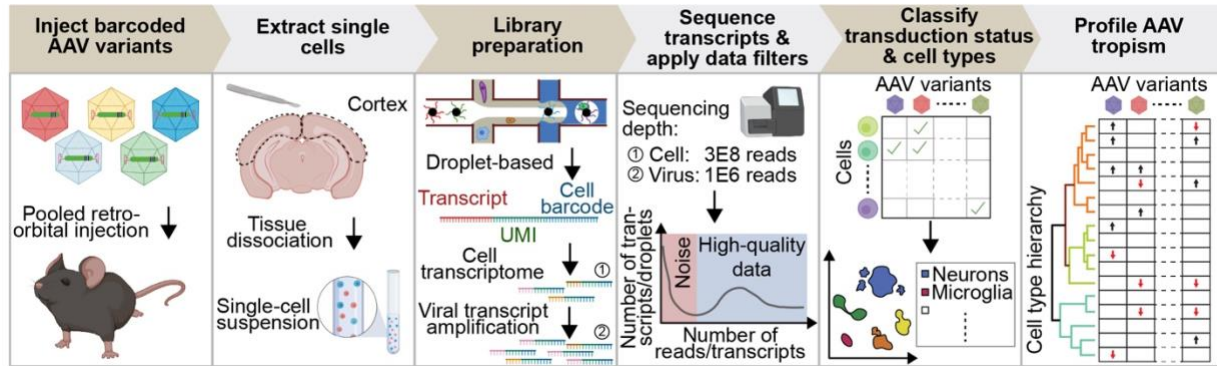 Inject barcoded
AAV variants
Extract single
cells
Library
preparation
Sequence
transcripts &
apply data filters
Classify
transduction status
& cell types
Profile AAV
tropism
Pooled retro-
orbital injection
Cortex
Tissue
dissociation
Single-cell
suspension
Droplet-based
Transcript
Cell
barcode
UMI
Cell
transcriptome
①
Viral transcript
amplification
②
Sequencing
depth:
① Cell: 3E8 reads
② Virus: 1E6 reads
Number of tran-
scripts/droplets
Noise
High-quality
data
Number of
reads/transcripts
AAV variants
Cells
Neurons
Microglia
AAV variants
Cell type hierarchy